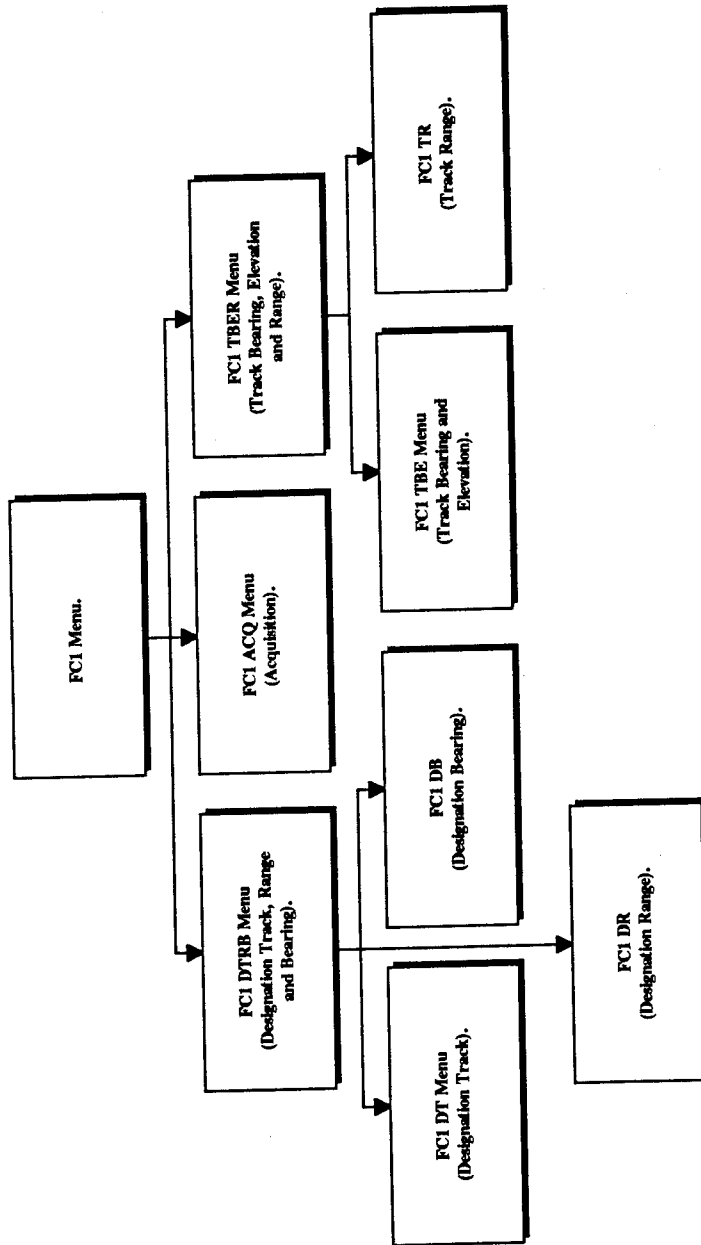 FC1 Menu.
FC1 DTRB Menu
(Designation Track, Range
and Bearing).
FC1 ACQ Menu
(Acquisition).
FC1 TBER Menu
(Track Bearing, Elevation
and Range).
FC1 DT Menu
(Designation Track).
FC1 DB
(Designation Bearing).
FC1 TBE Menu
(Track Bearing and
Elevation).
FC1 TR
(Track Range).
FC1 DR
(Designation Range).